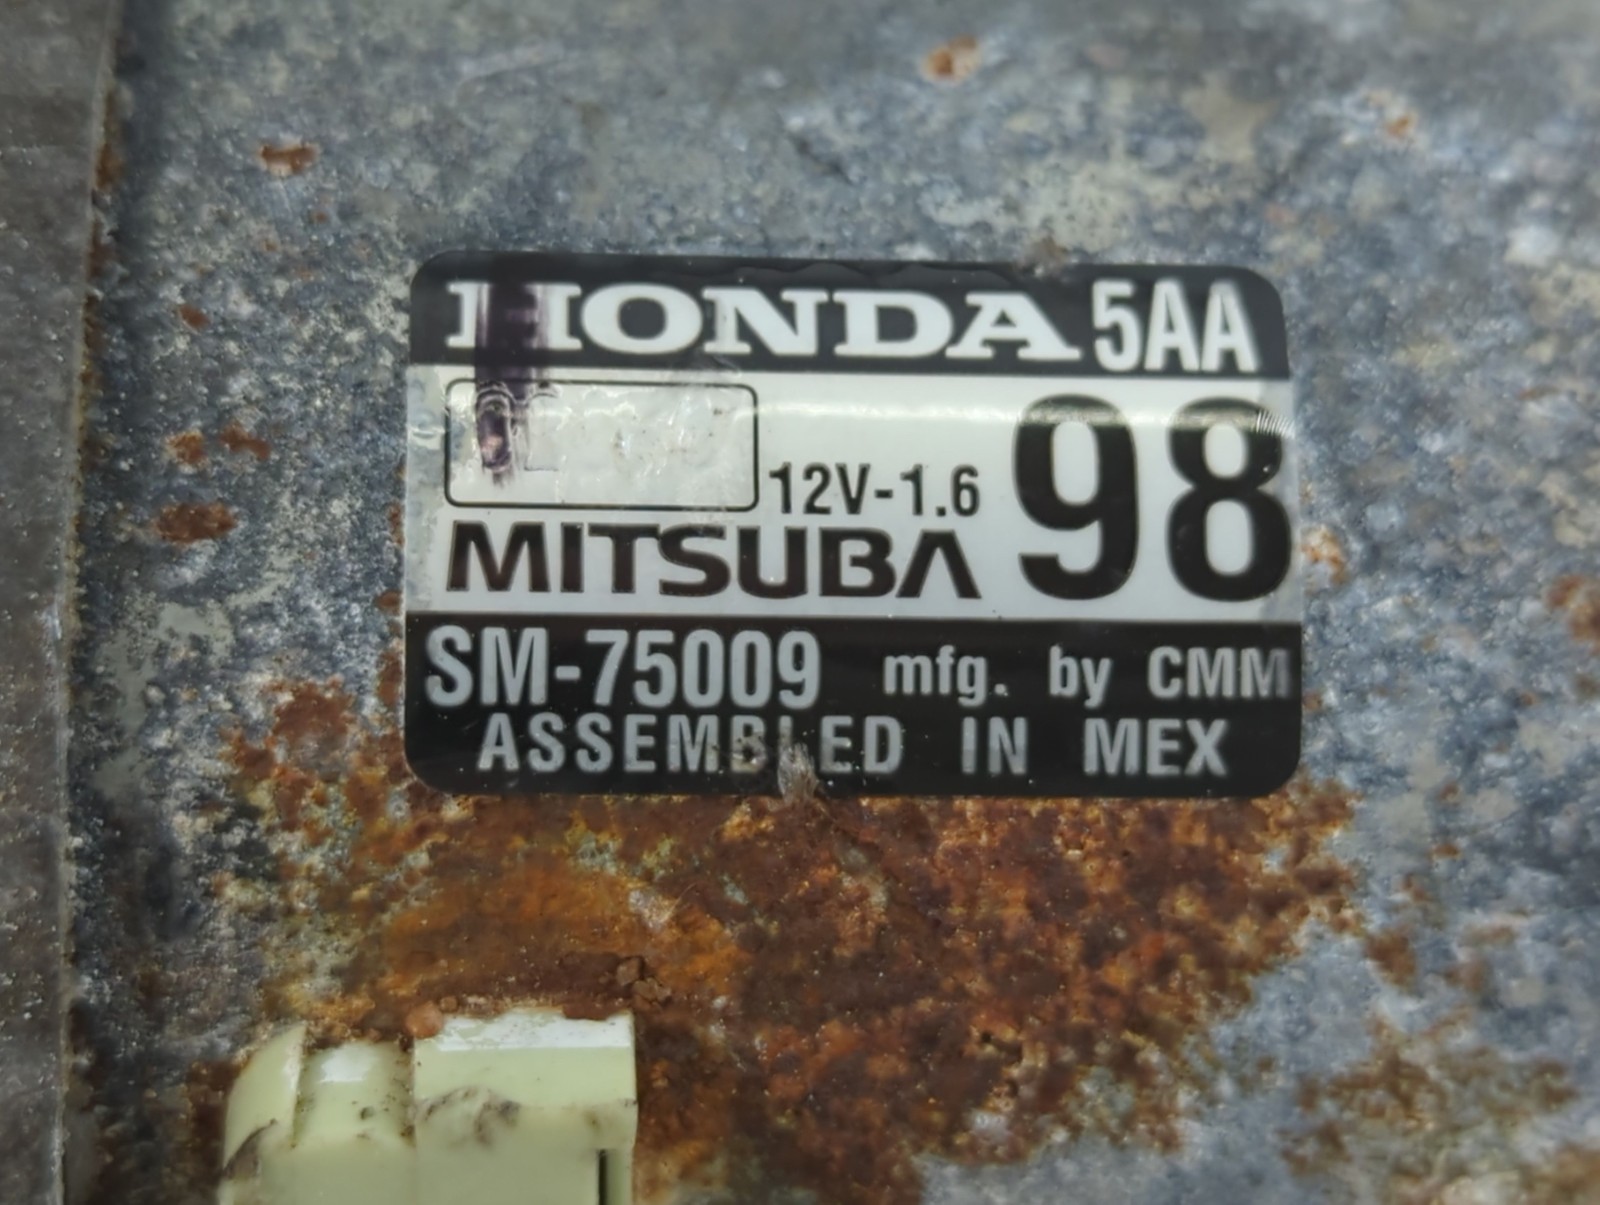 HONDA 5AA
12V-1.6 98
MITSUBA
SM-75009 mfg. by CMM
ASSEMBLED IN MEX